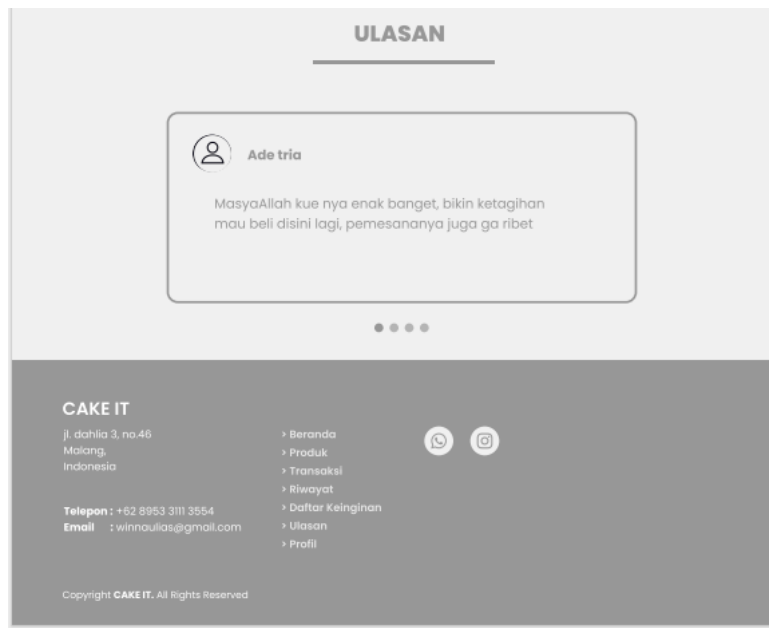 ULASAN
Ade tria
MasyaAllah kue nya enak banget, bikin ketagihan
mau beli disini lagi, pemesananya juga ga ribet
CAKE IT
jl. dahlia 3, no.46
Malang,
Indonesia
Telepon : +62 8953 3111 3554
Email : winnaulias@gmail.com
> Beranda
> Produk
> Transaksi
> Riwayat
> Daftar Keinginan
> Ulasan
> Profil
Copyright CAKE IT. All Rights Reserved